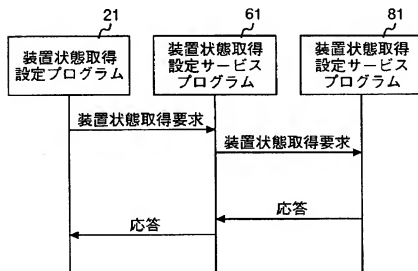 21
装置状態取得
設定プログラム
61
装置状態取得
設定サービス
プログラム
81
装置状態取得
設定サービス
プログラム
装置状態取得要求
装置状態取得要求
応答
応答